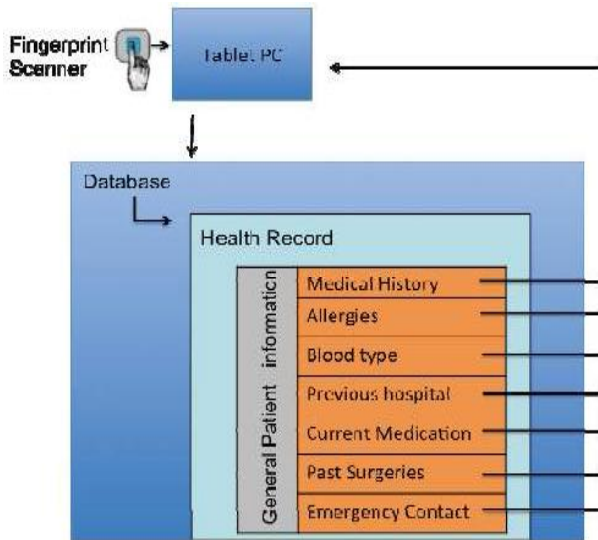 Fingerprint
Scanner
Tablet PC
Database
Health Record
General Patient information
Medical History
Allergies
Blood type
Previous hospital
Current Medication
Past Surgeries
Emergency Contact